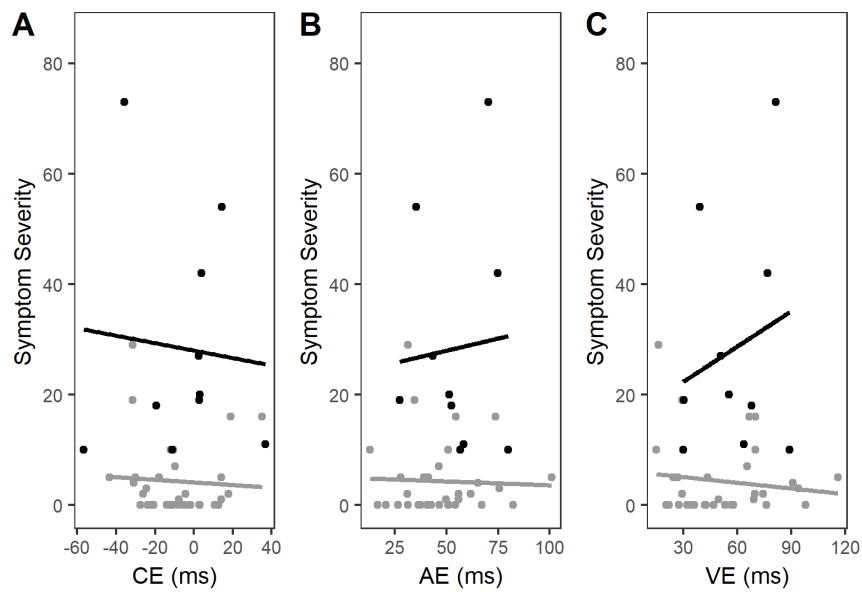 A B C
Symptom Severity Symptom Severity Symptom Severity
80 80 80
60 60 60
40 40 40
20 20 20
0 0 0
-60 -40 -20 0 20 40 25 50 75 100 30 60 90 120
CE (ms) AE (ms) VE (ms)